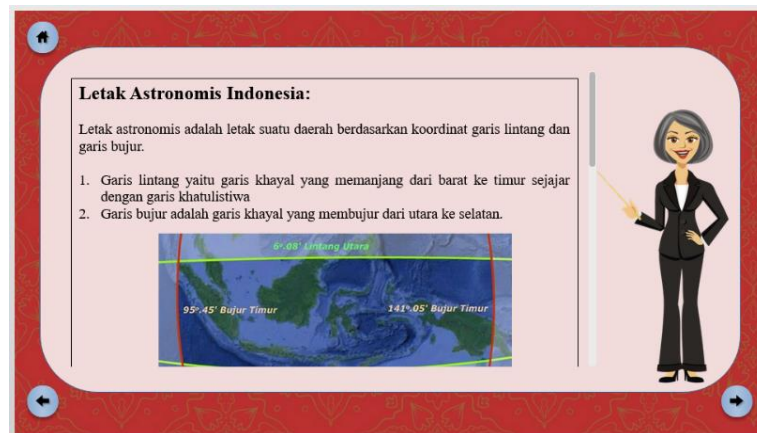 Letak Astronomis Indonesia:
Letak astronomis adalah letak suatu daerah berdasarkan koordinat garis lintang dan
garis bujur.
1. Garis lintang yaitu garis khayal yang memanjang dari barat ke timur sejajar
dengan garis khatulistiwa
2. Garis bujur adalah garis khayal yang membujur dari utara ke selatan.
6°.08' Lintang Utara
95°.45' Bujur Timur
141°.05' Bujur Timur